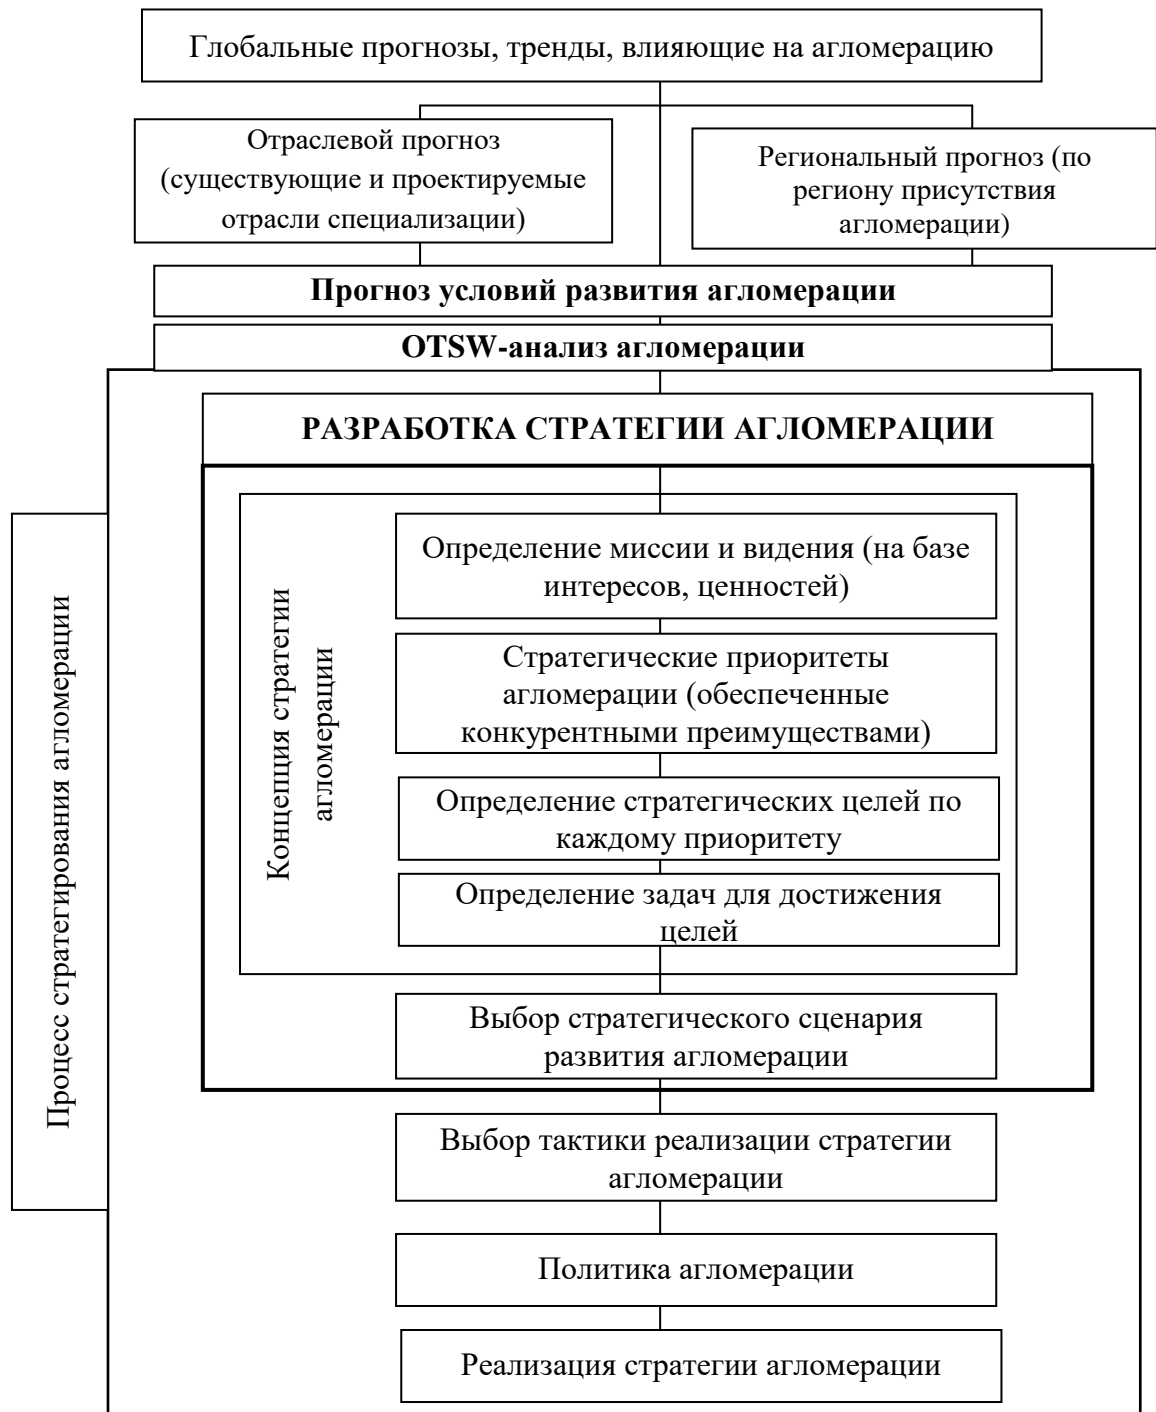 Глобальные прогнозы, тренды, влияющие на агломерацию
Отраслевой прогноз
(существующие и проектируемые
отрасли специализации)
Региональный прогноз (по
региону присутствия
агломерации)
Прогноз условий развития агломерации
OTSW-анализ агломерации
РАЗРАБОТКА СТРАТЕГИИ АГЛОМЕРАЦИИ
Процесс стратегирования агломерации
Концепция стратегии
агломерации
Определение миссии и видения (на базе
интересов, ценностей)
Стратегические приоритеты
агломерации (обеспеченные
конкурентными преимуществами)
Определение стратегических целей по
каждому приоритету
Определение задач для достижения
целей
Выбор стратегического сценария
развития агломерации
Выбор тактики реализации стратегии
агломерации
Политика агломерации
Реализация стратегии агломерации